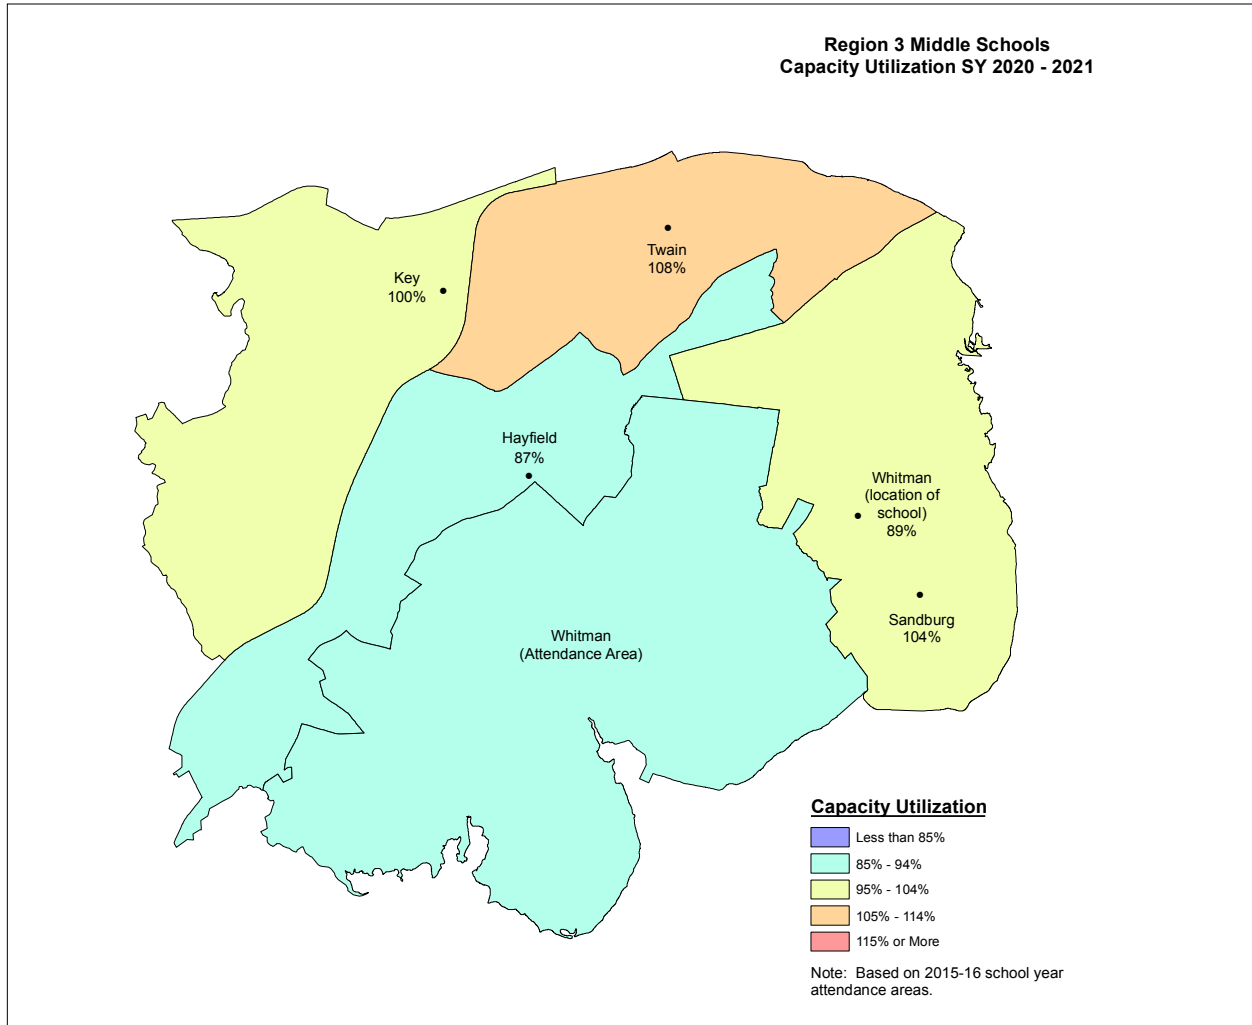 Region 3 Middle Schools
Capacity Utilization SY 2020 - 2021
Twain
108%
Key
100%
Hayfield
87%
Whitman
(location of
school)
89%
Sandburg
104%
Whitman
(Attendance Area)
Capacity Utilization
Less than 85%
85% - 94%
95% - 104%
105% - 114%
115% or More
Note:  Based on 2015-16 school year
attendance areas.